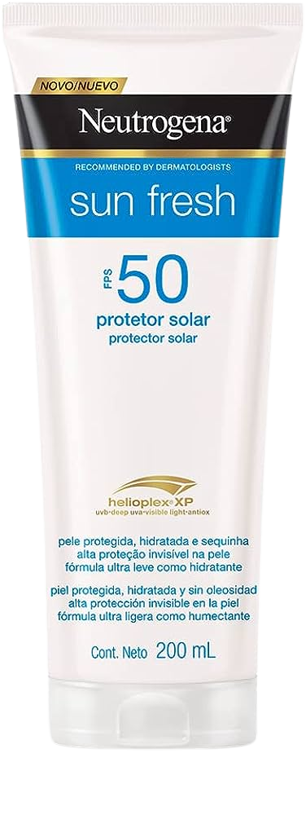 NOVO/NUEVO
Neutrogena®
RECOMMENDED BY DERMATOLOGISTS
sun fresh
FPS 50
protetor solar
protector solar
helioplex® XP
uvb•deep uva•visible light•antiox
pele protegida, hidratada e sequinha
alta proteção invisível na pele
fórmula ultra leve como hidratante
piel protegida, hidratada y sin oleosidad
alta protección invisible en la piel
fórmula ultra ligera como humectante
Cont. Neto 200 mL